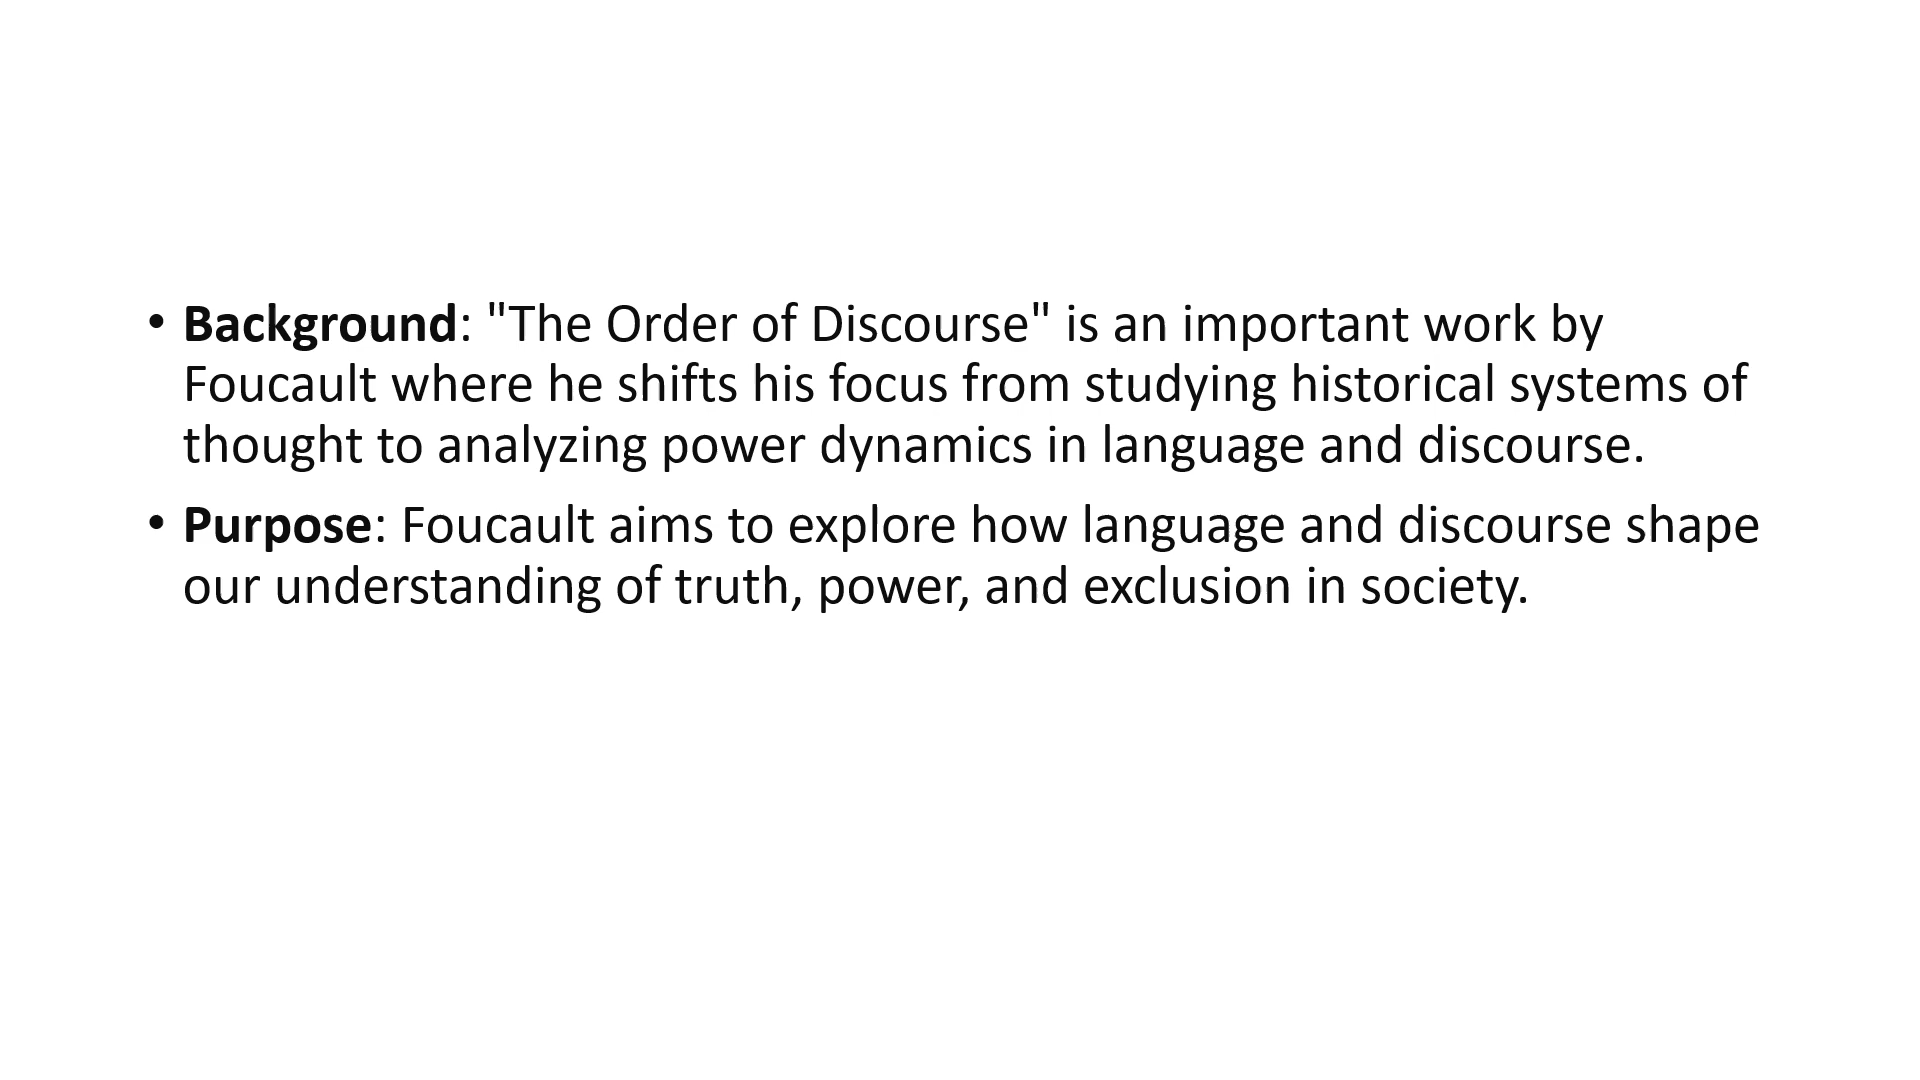 • Background: "The Order of Discourse" is an important work by
Foucault where he shifts his focus from studying historical systems of
thought to analyzing power dynamics in language and discourse.
• Purpose: Foucault aims to explore how language and discourse shape
our understanding of truth, power, and exclusion in society.